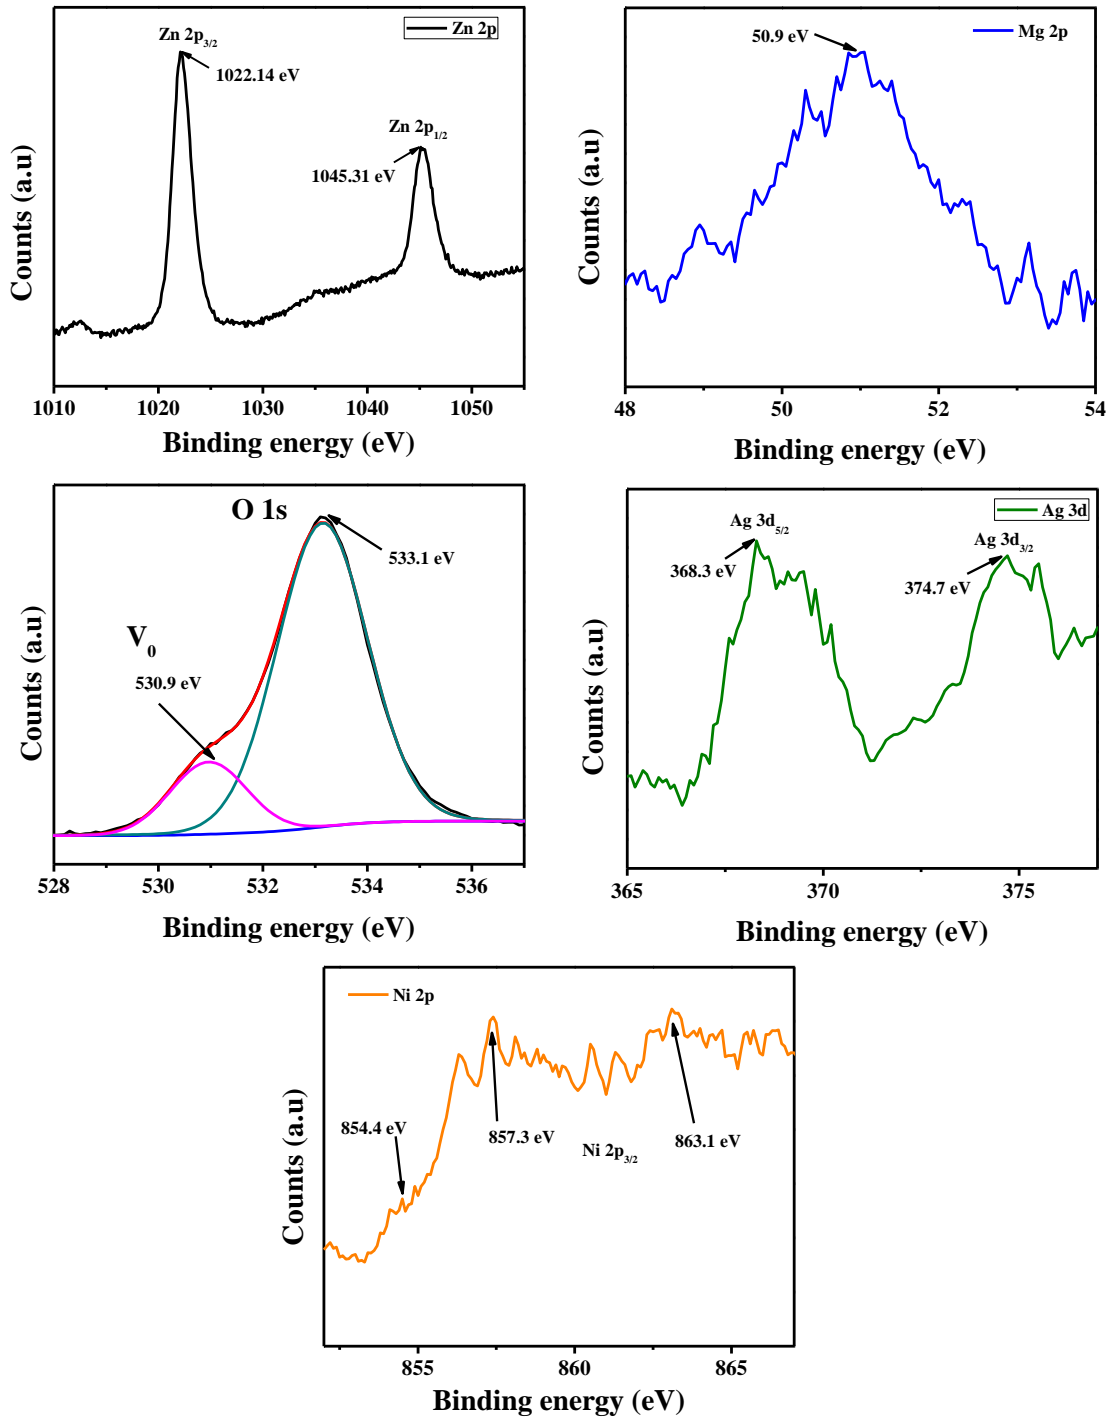 Zn 2p3/2
Zn 2p
1022.14 eV
Zn 2p1/2
1045.31 eV
Counts (a.u)
1010 1020 1030 1040 1050
Binding energy (eV)
50.9 eV
Mg 2p
Counts (a.u)
48 50 52 54
Binding energy (eV)
O 1s
533.1 eV
V0
530.9 eV
Counts (a.u)
528 530 532 534 536
Binding energy (eV)
Ag 3d
Ag 3d5/2
368.3 eV
Ag 3d3/2
374.7 eV
Counts (a.u)
365 370 375
Binding energy (eV)
Ni 2p
854.4 eV
857.3 eV
Ni 2p3/2
863.1 eV
Counts (a.u)
855 860 865
Binding energy (eV)